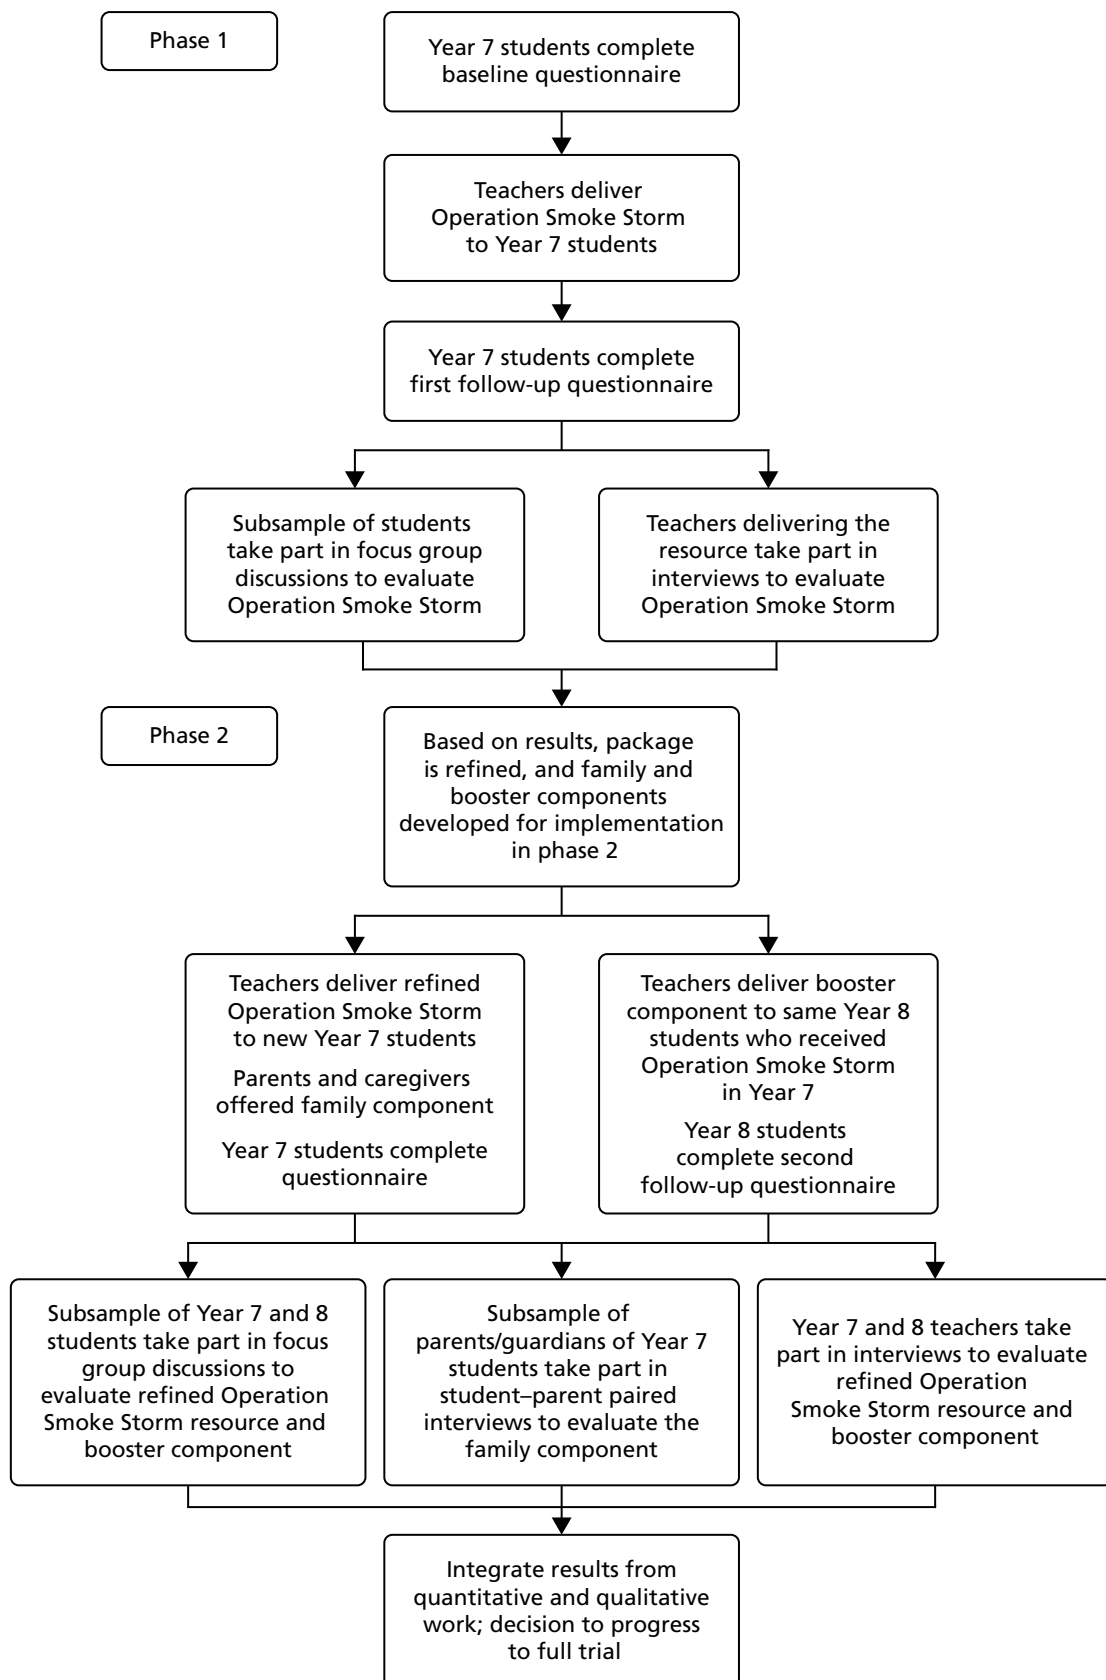 Phase 1
Year 7 students complete
baseline questionnaire
Teachers deliver
Operation Smoke Storm
to Year 7 students
Year 7 students complete
first follow-up questionnaire
Subsample of students
take part in focus group
discussions to evaluate
Operation Smoke Storm
Teachers delivering the
resource take part in
interviews to evaluate
Operation Smoke Storm
Phase 2
Based on results, package
is refined, and family and
booster components
developed for implementation
in phase 2
Teachers deliver refined
Operation Smoke Storm
to new Year 7 students
Parents and caregivers
offered family component
Year 7 students complete
questionnaire
Teachers deliver booster
component to same Year 8
students who received
Operation Smoke Storm
in Year 7
Year 8 students
complete second
follow-up questionnaire
Subsample of Year 7 and 8
students take part in focus
group discussions to
evaluate refined Operation
Smoke Storm resource and
booster component
Subsample of
parents/guardians of Year 7
students take part in
student–parent paired
interviews to evaluate the
family component
Year 7 and 8 teachers take
part in interviews to evaluate
refined Operation
Smoke Storm resource and
booster component
Integrate results from
quantitative and qualitative
work; decision to progress
to full trial